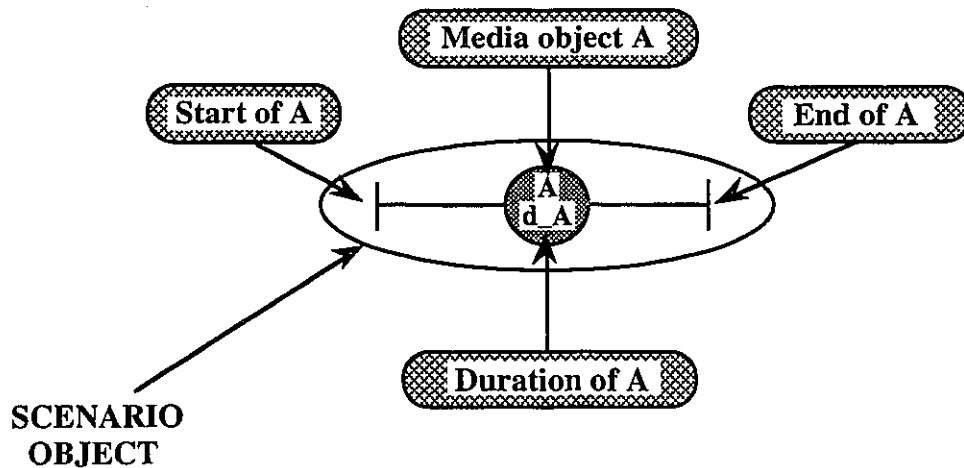 Media object A
Start of A
End of A
A
d_A
Duration of A
SCENARIO
OBJECT